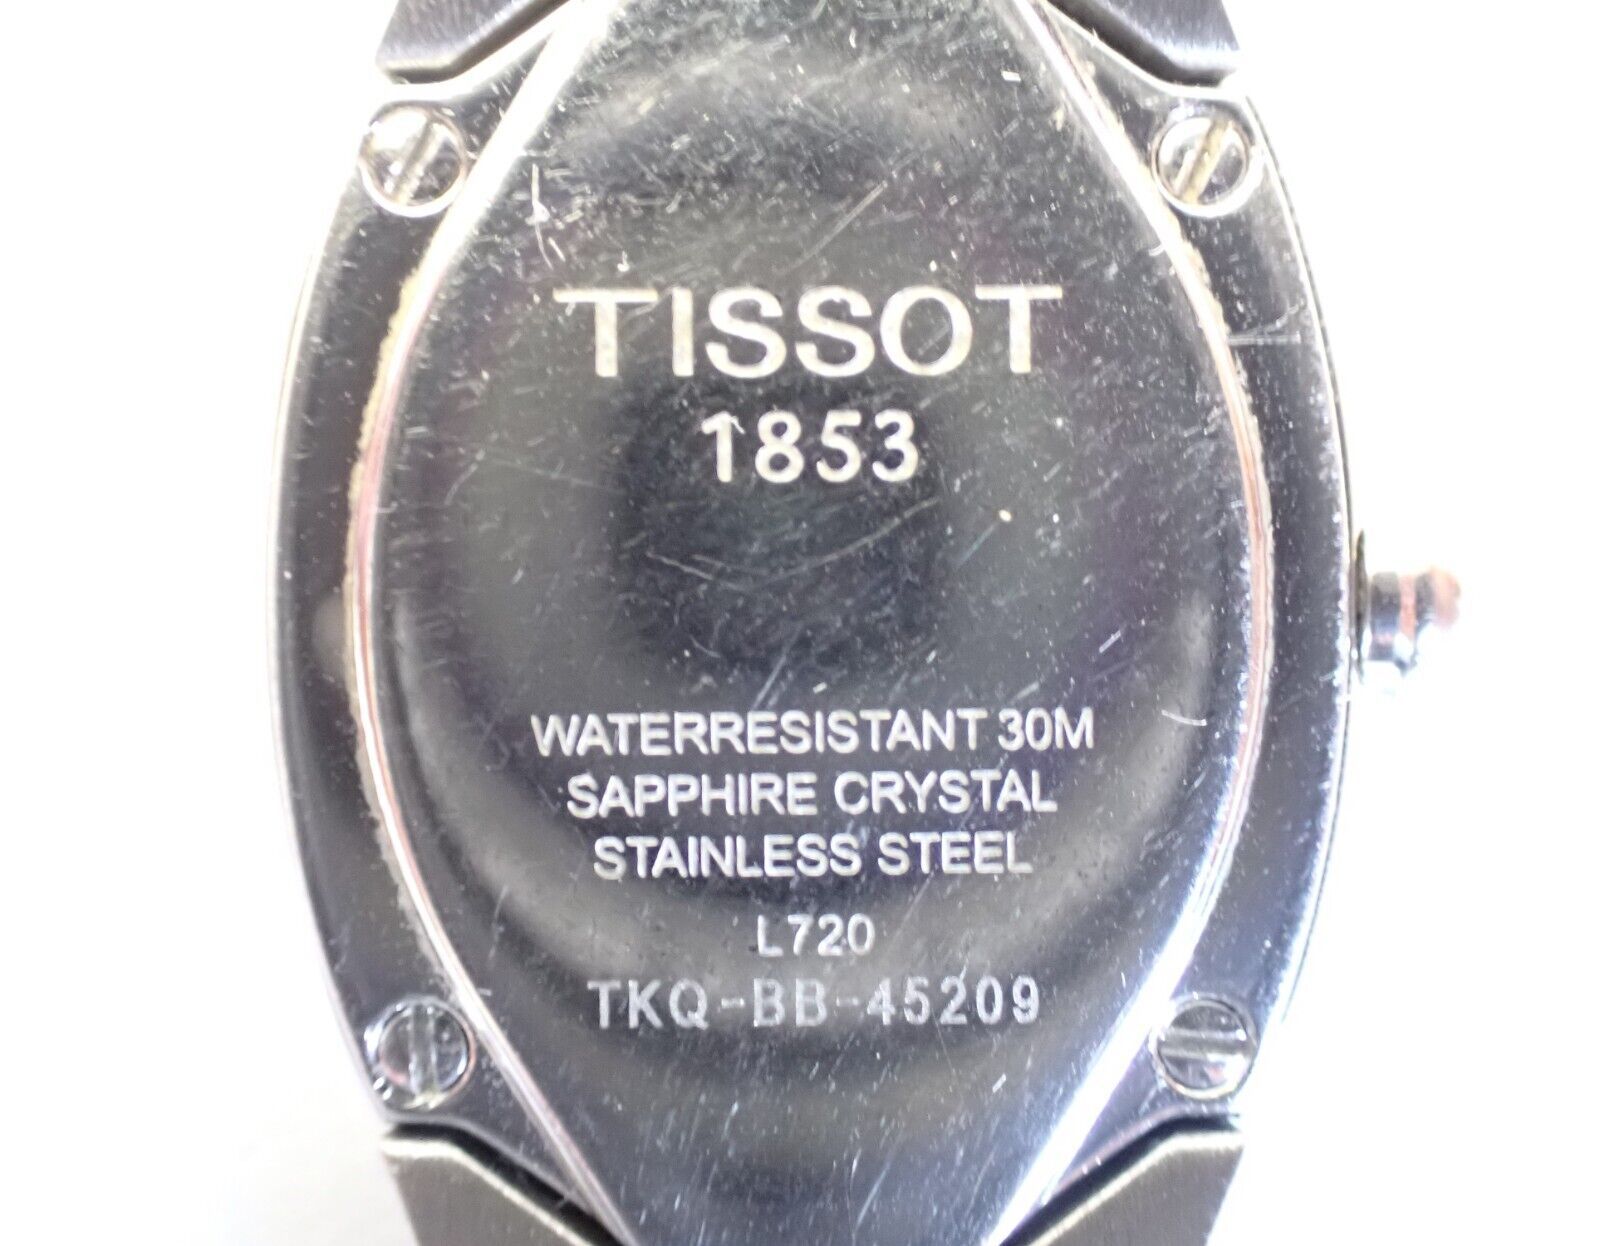 TISSOT
1853
WATERRESISTANT 30M
SAPPHIRE CRYSTAL
STAINLESS STEEL
L720
TKQ-BB-45209